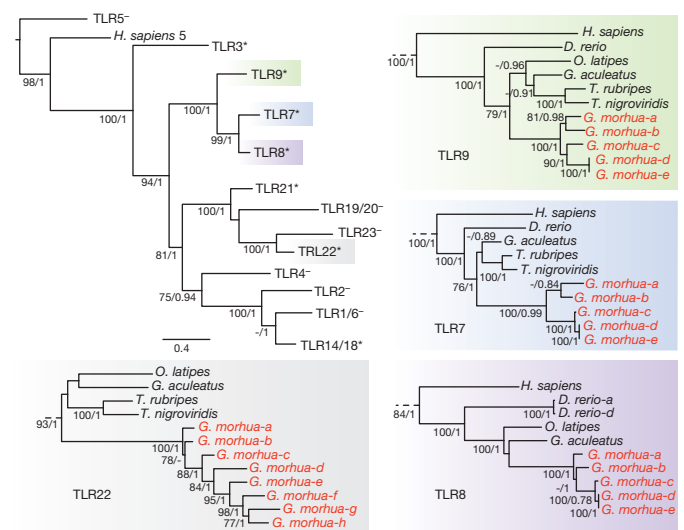 TLR5–
H. sapiens 5
TLR3*
98/1
TLR9*
100/1
100/1
TLR7*
99/1
TLR8*
94/1
TLR21*
100/1
TLR19/20–
81/1
TLR23–
100/1
TRL22*
TLR4–
75/0.94
TLR2–
100/1
TLR1/6–
-/1
TLR14/18*
0.4
H. sapiens
D. rerio
100/1
-/0.96
O. latipes
G. aculeatus
-/0.91
T. rubripes
100/1
T. nigroviridis
79/1
81/0.98
G. morhua-a
G. morhua-b
100/1
G. morhua-c
90/1
G. morhua-d
100/1
G. morhua-e
TLR9
H. sapiens
D. rerio
100/1
-/0.89
G. aculeatus
T. rubripes
100/1
T. nigroviridis
76/1
-/0.84
G. morhua-a
G. morhua-b
100/0.99
G. morhua-c
100/1
G. morhua-d
100/1
G. morhua-e
TLR7
O. latipes
G. aculeatus
T. rubripes
100/1
T. nigroviridis
93/1
G. morhua-a
100/1
G. morhua-b
78/-
G. morhua-c
88/1
G. morhua-d
84/1
G. morhua-e
95/1
G. morhua-f
98/1
G. morhua-g
77/1
G. morhua-h
TLR22
H. sapiens
84/1
D. rerio-a
100/1
D. rerio-d
100/1
O. latipes
G. aculeatus
100/1
G. morhua-a
100/1
G. morhua-b
-/1
G. morhua-c
100/0.78
G. morhua-d
100/1
G. morhua-e
TLR8